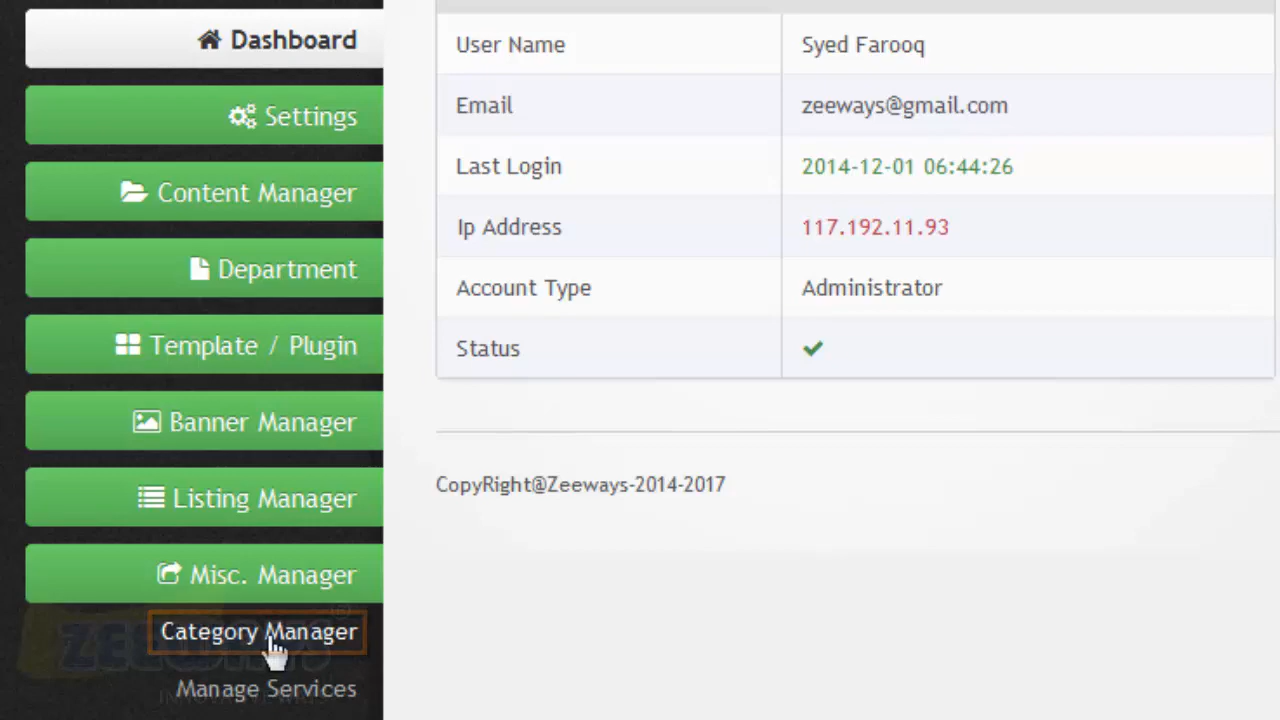 Dashboard
Settings
Content Manager
Department
Template / Plugin
Banner Manager
Listing Manager
Misc. Manager
Category Manager
Manage Services
User Name Syed Farooq
Email zeeways@gmail.com
Last Login 2014-12-01 06:44:26
Ip Address 117.192.11.93
Account Type Administrator
Status
CopyRight@Zeeways-2014-2017
ZEEWAYS®